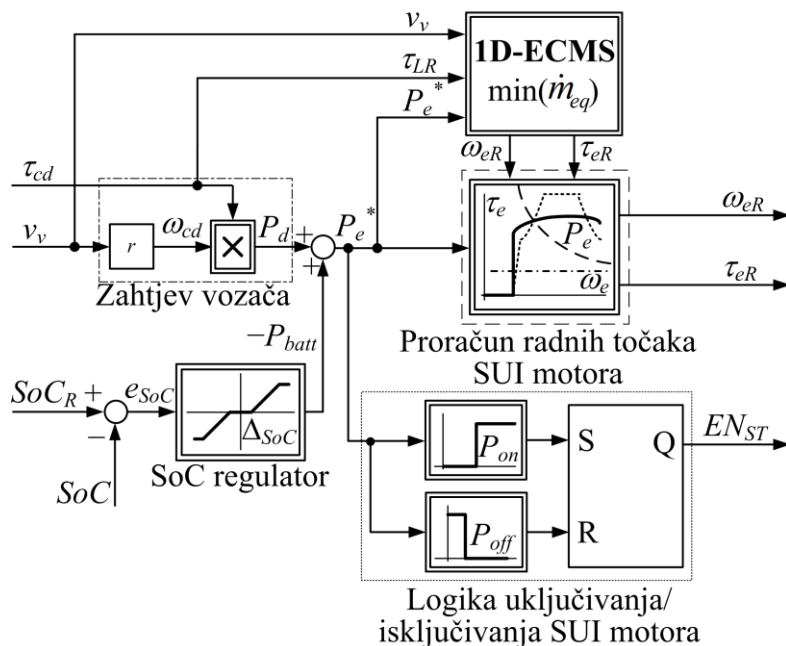 v_v
1D-ECMS
τ_LR
min(ṁ_eq)
P_e*
ω_eR τ_eR
τ_cd
v_v
r
ω_cd
×
P_d
+
+
P_e*
τ_e
P_e
ω_e
ω_eR
τ_eR
Zahtjev vozača
Proračun radnih točaka
SUI motora
−P_batt
SoC_R +
−
e_SoC
Δ_SoC
SoC
SoC regulator
P_on
P_off
S
R
Q
EN_ST
Logika uključivanja/
isključivanja SUI motora